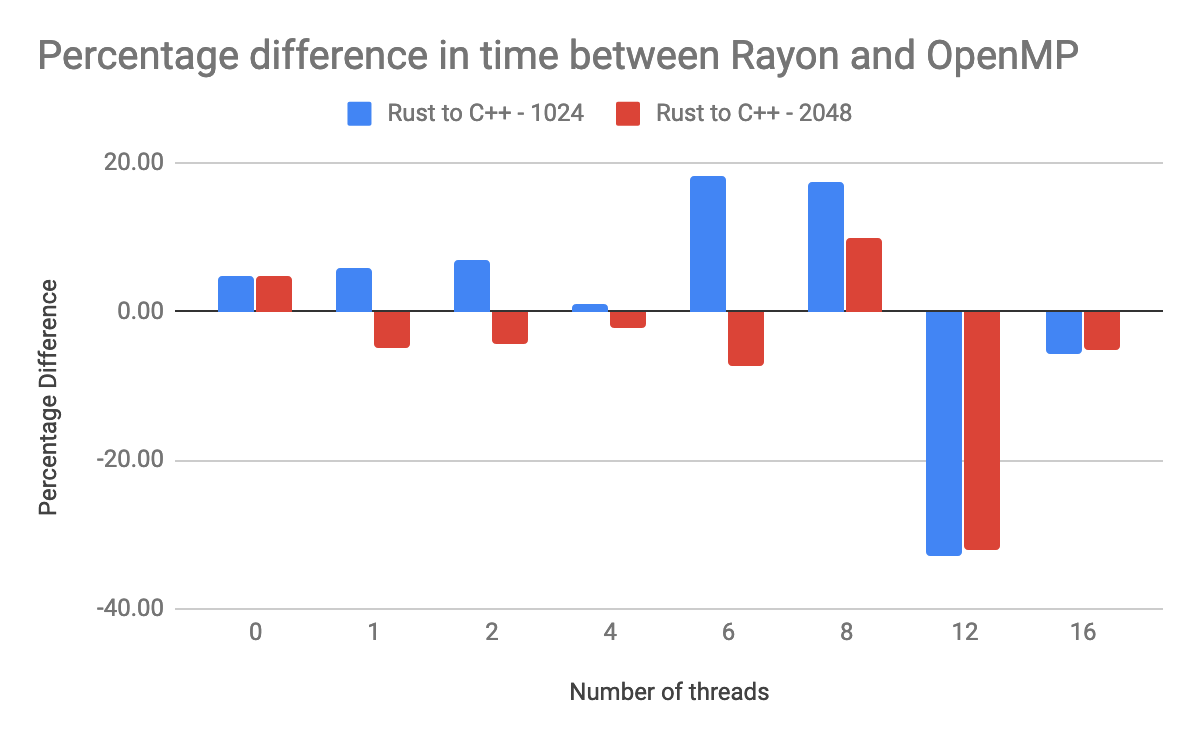 Percentage difference in time between Rayon and OpenMP
Rust to C++ - 1024 Rust to C++ - 2048
20.00
0.00
-20.00
-40.00
Percentage Difference
0 1 2 4 6 8 12 16
Number of threads